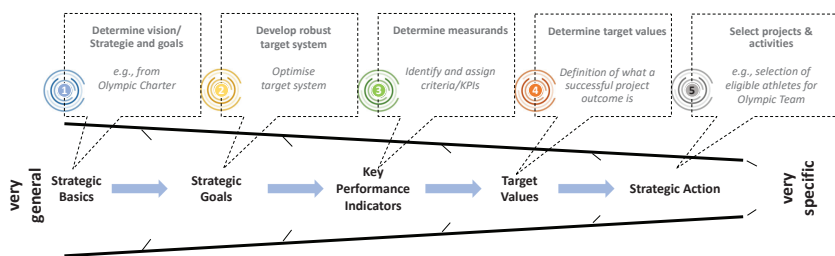 Determine vision/
Strategie and goals
e.g., from
Olympic Charter
1
Develop robust
target system
Optimise
target system
2
Determine measurands
Identify and assign
criteria/KPIs
3
Determine target values
Definition of what a
successful project
outcome is
4
Select projects &
activities
e.g., selection of
eligible athletes for
Olympic Team
5
very
general
Strategic
Basics
Strategic
Goals
Key
Performance
Indicators
Target
Values
Strategic Action
very
specific